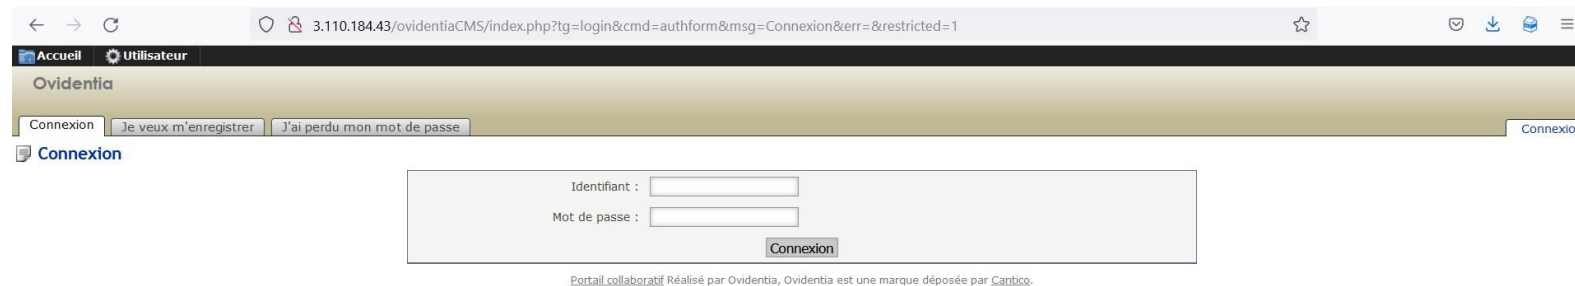 3.110.184.43/ovidentiaCMS/index.php?tg=login&cmd=authform&msg=Connexion&err=&restricted=1
Accueil Utilisateur
Ovidentia
Connexion Je veux m'enregistrer J'ai perdu mon mot de passe Connexio
Connexion
Identifiant :
Mot de passe :
Connexion
Portail collaboratif Réalisé par Ovidentia, Ovidentia est une marque déposée par Cantico.